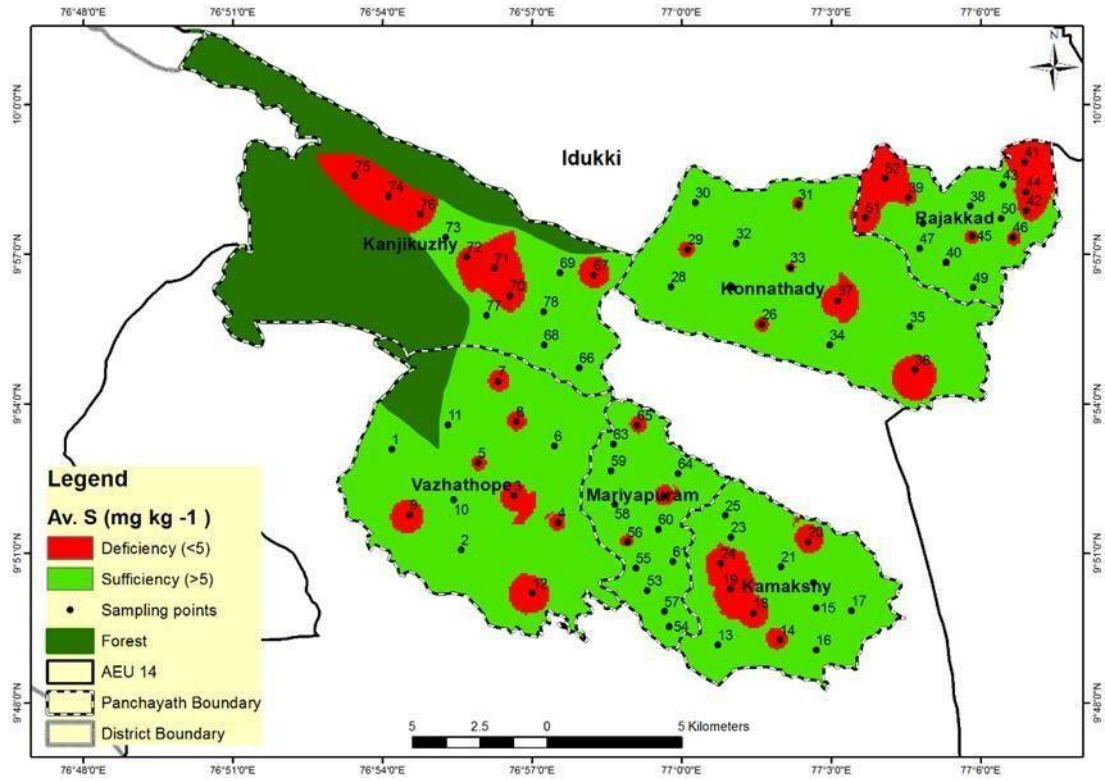 76°48'0"E 76°51'0"E 76°54'0"E 76°57'0"E 77°0'0"E 77°3'0"E 77°6'0"E
N
10°0'0"N 10°0'0"N
Idukki
41
75 52 43
44
74 39
30 31 38 42
76 51 Rajakkad 50
73 32 45 46
Kanjikuzhy 47
9°57'0"N 9°57'0"N
72 29 40
71 69 67 33
28 49
70 Konnathady 37
77 78
26 35
68 34
66 36
7
9°54'0"N 9°54'0"N
8 65
11
6 63
1
5 59 64
Legend
Vazhathope 3 Mariyapuram
Av. S (mg kg -1 )
9 10 58 25
4 60
23
Deficiency (<5)
2 56 20
9°51'0"N 9°51'0"N
61 24
55 21
Sufficiency (>5)
Kamakshy
12 53 19
Sampling points
57 18 15 17
54
Forest
13 14 16
AEU 14
Panchayath Boundary
9°48'0"N 9°48'0"N
District Boundary
5 2.5 0 5 Kilometers
76°48'0"E 76°51'0"E 76°54'0"E 76°57'0"E 77°0'0"E 77°3'0"E 77°6'0"E